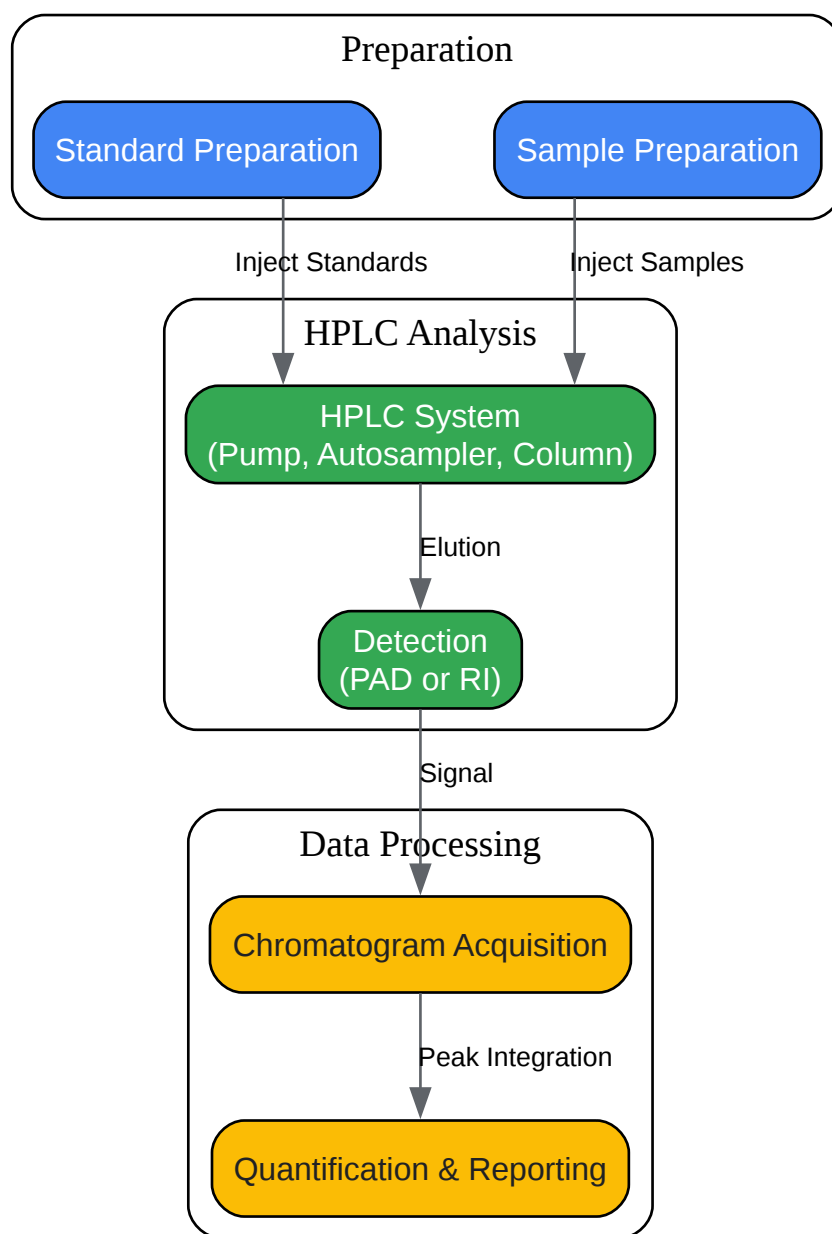 Preparation
Standard Preparation
Sample Preparation
Inject Standards
Inject Samples
HPLC Analysis
HPLC System
(Pump, Autosampler, Column)
Elution
Detection
(PAD or RI)
Signal
Data Processing
Chromatogram Acquisition
Peak Integration
Quantification & Reporting